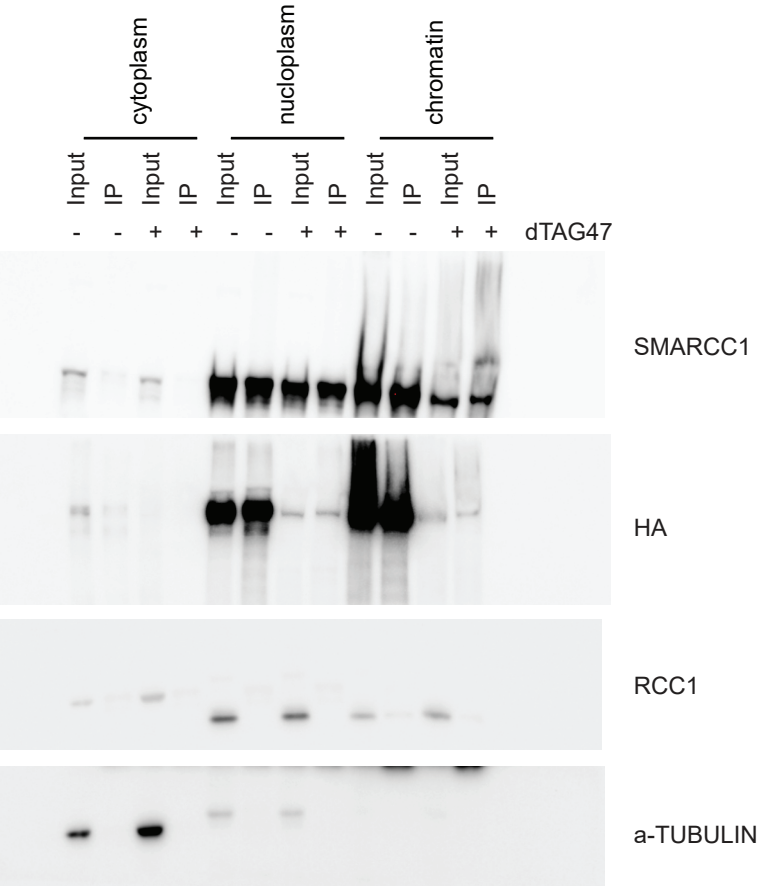 cytoplasm nucloplasm chromatin
Input IP Input IP Input IP Input IP Input IP Input IP
- - + + - - + + - - + + dTAG47
SMARCC1
HA
RCC1
a-TUBULIN